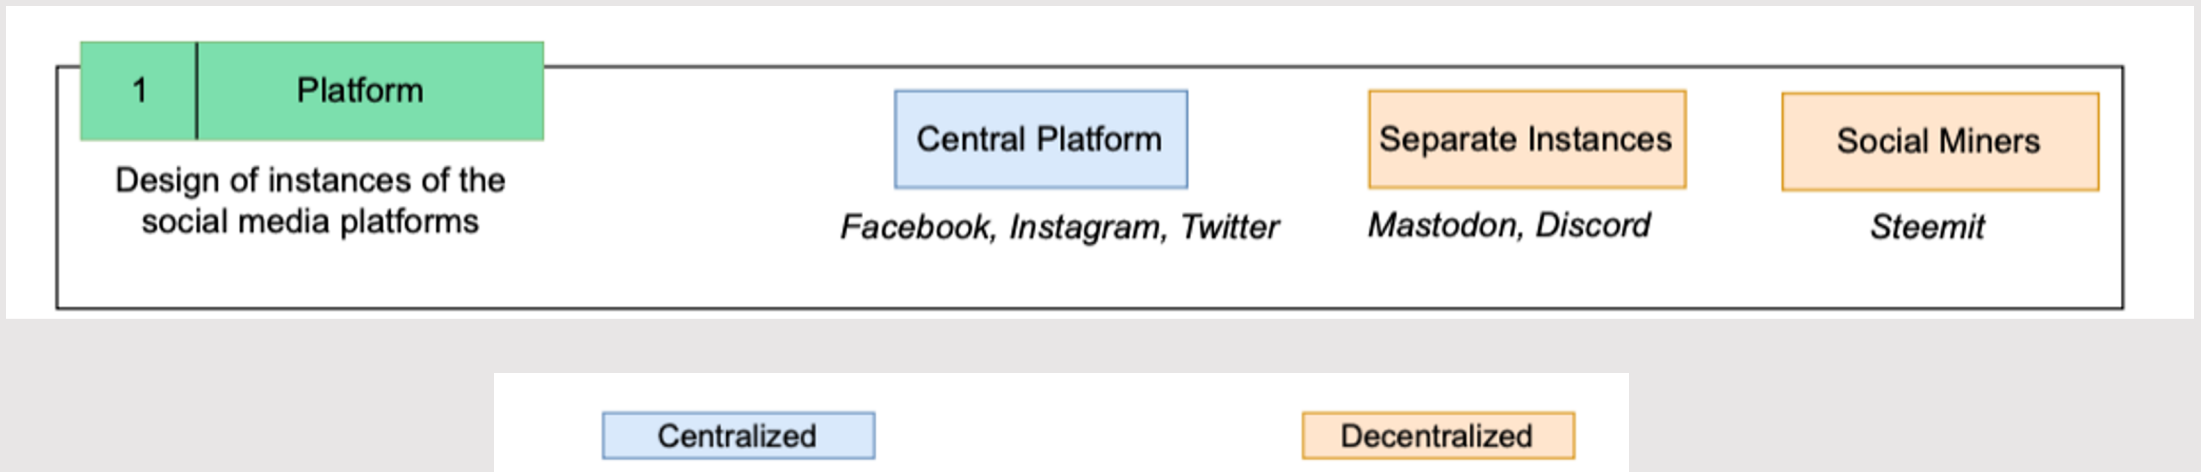 1 Platform
Design of instances of the
social media platforms
Central Platform
Facebook, Instagram, Twitter
Separate Instances
Mastodon, Discord
Social Miners
Steemit
Centralized
Decentralized